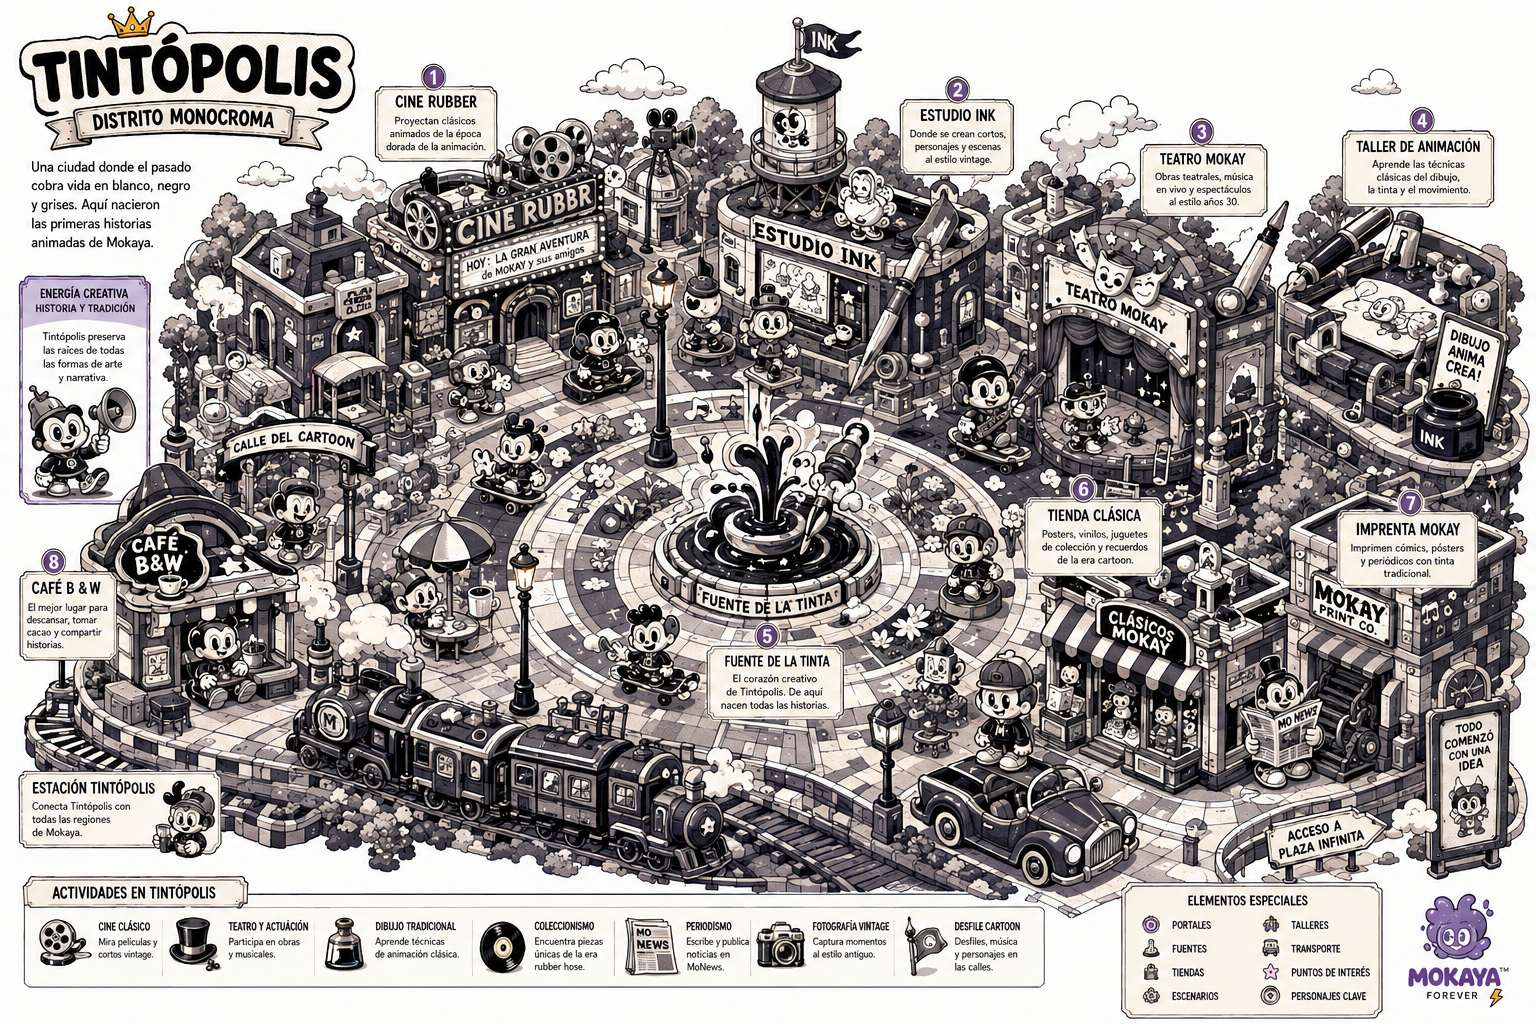 TINTÓPOLIS
DISTRITO MONOCROMA
Una ciudad donde el pasado
cobra vida en blanco, negro
y grises. Aquí nacieron
las primeras historias
animadas de Mokaya.
1
CINE RUBBER
Proyectan clásicos
animados de la época
dorada de la animación.
2
ESTUDIO INK
Donde se crean cortos,
personajes y escenas
al estilo vintage.
3
TEATRO MOKAY
Obras teatrales, música
en vivo y espectáculos
al estilo años 30.
4
TALLER DE ANIMACIÓN
Aprende las técnicas
clásicas del dibujo,
la tinta y el movimiento.
INK
CINE RUBBR
HOY: LA GRAN AVENTURA
de MOKAY y sus amigos
ESTUDIO INK
TEATRO MOKAY
DIBUJO
ANIMA
CREA!
INK
ENERGÍA CREATIVA
HISTORIA Y TRADICIÓN
Tintópolis preserva
las raíces de todas
las formas de arte
y narrativa.
CALLE DEL CARTOON
CAFÉ
B&W
8
CAFÉ B & W
El mejor lugar para
descansar, tomar
cacao y compartir
historias.
FUENTE DE LA TINTA
5
FUENTE DE LA TINTA
El corazón creativo
de Tintópolis. De aquí
nacen todas las historias.
6
TIENDA CLÁSICA
Posters, vinilos, juguetes
de colección y recuerdos
de la era cartoon.
7
IMPRENTA MOKAY
Imprimen cómics, pósters
y periódicos con tinta
tradicional.
CLÁSICOS
MOKAY
MOKAY
PRINT CO.
MO NEWS
TODO
COMENZÓ
CON UNA
IDEA
M
ESTACIÓN TINTÓPOLIS
Conecta Tintópolis con
todas las regiones
de Mokaya.
ACCESO A
PLAZA INFINITA
ACTIVIDADES EN TINTÓPOLIS
CINE CLÁSICO
Mira películas y
cortos vintage.
TEATRO Y ACTUACIÓN
Participa en obras
y musicales.
DIBUJO TRADICIONAL
Aprende técnicas
de animación clásica.
COLECCIONISMO
Encuentra piezas
únicas de la era
rubber hose.
MO
NEWS
PERIODÍSMO
Escribe y publica
noticias en
MoNews.
FOTOGRAFÍA VINTAGE
Captura momentos
al estilo antiguo.
DESFILE CARTOON
Desfiles, música
y personajes en
las calles.
ELEMENTOS ESPECIALES
PORTALES
FUENTES
TIENDAS
ESCENARIOS
TALLERES
TRANSPORTE
PUNTOS DE INTERÉS
PERSONAJES CLAVE
MOKAYA™
FOREVER